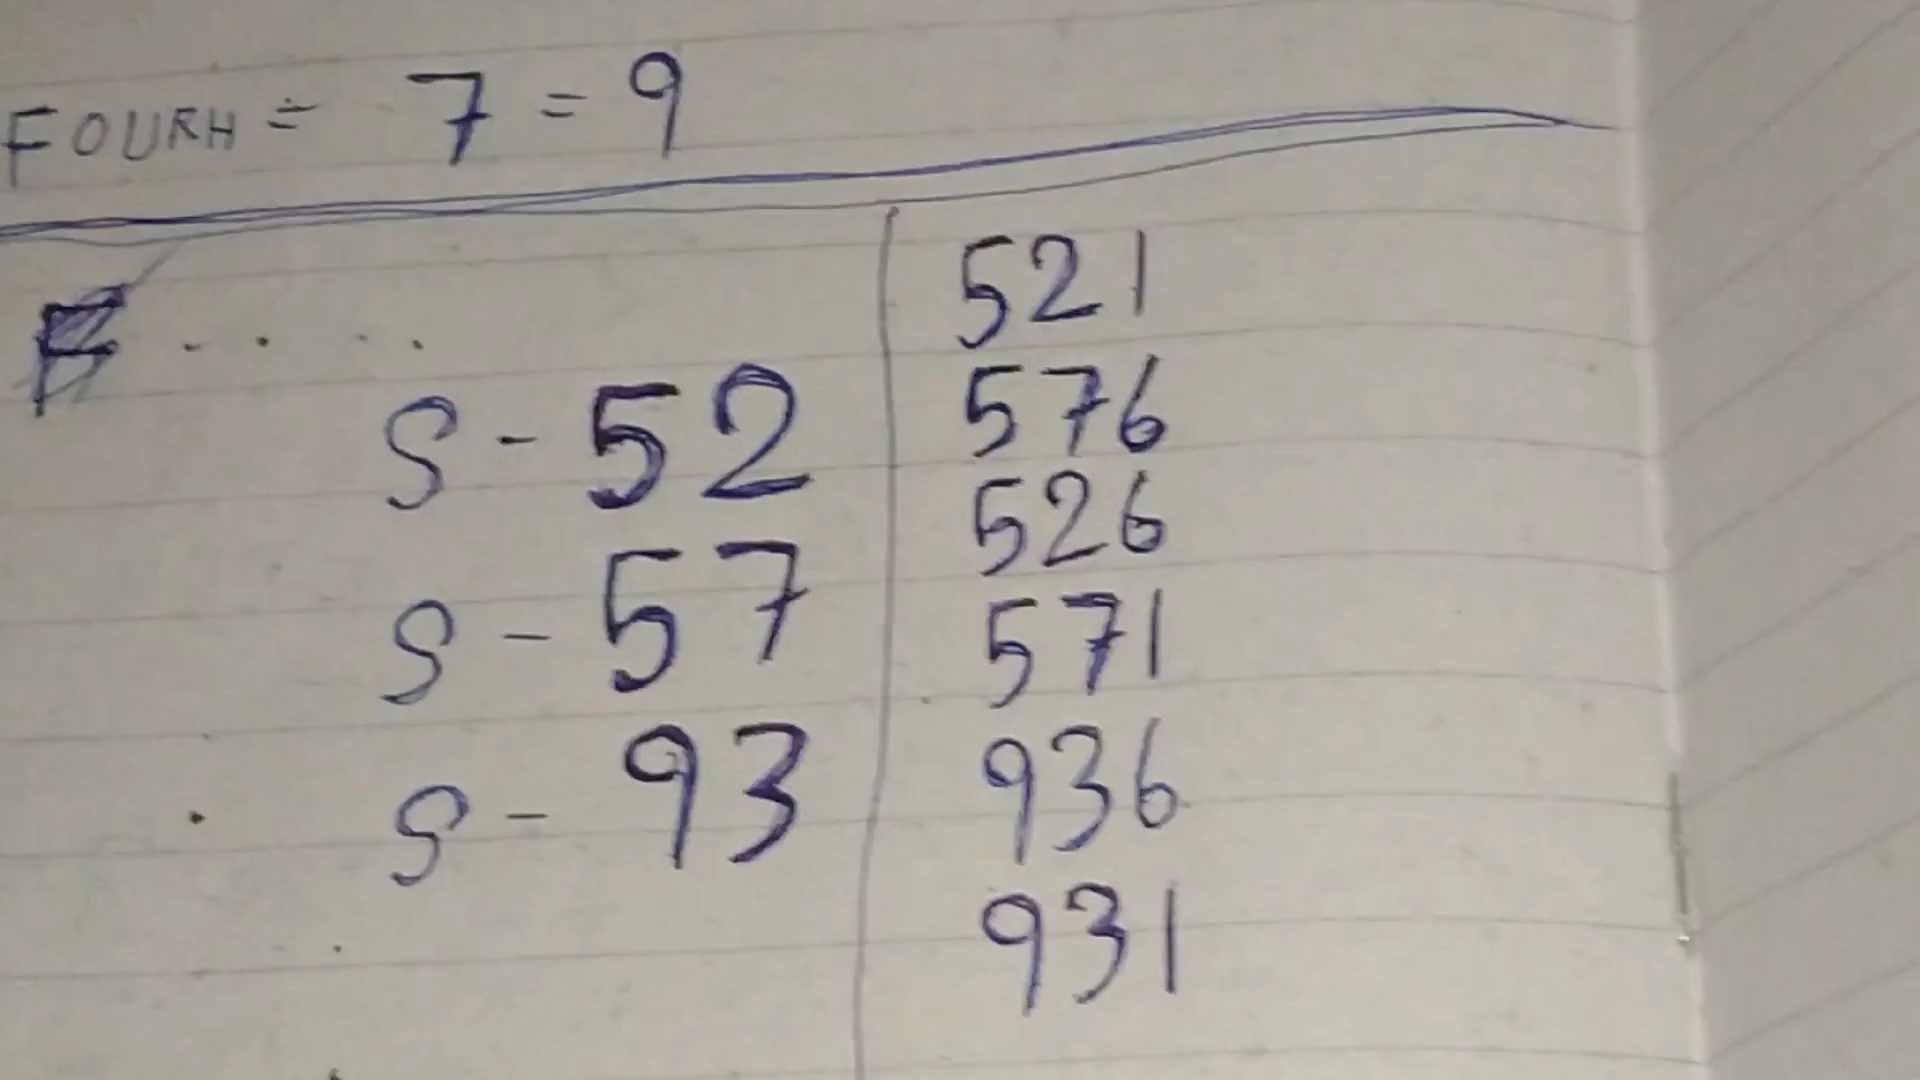 FOURH = 7 = 9
S - 52
S - 57
S - 93
521
576
526
571
936
931